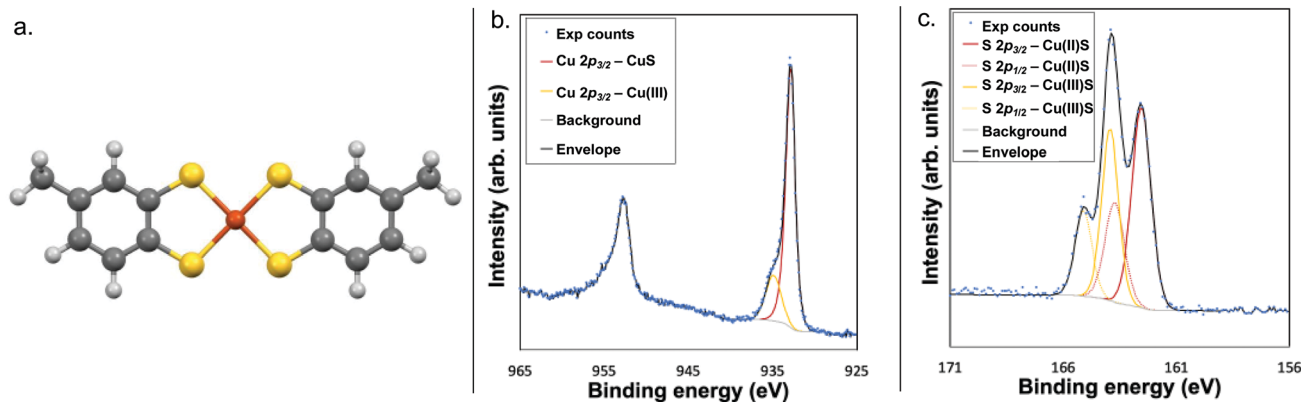 a.
b.
Exp counts
Cu 2p3/2 – CuS
Cu 2p3/2 – Cu(III)
Background
Envelope
Intensity (arb. units)
965
955
945
935
925
Binding energy (eV)
c.
Exp counts
S 2p3/2 – Cu(II)S
S 2p1/2 – Cu(II)S
S 2p3/2 – Cu(III)S
S 2p1/2 – Cu(III)S
Background
Envelope
Intensity (arb. units)
171
166
161
156
Binding energy (eV)